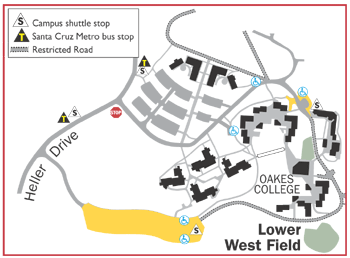 S Campus shuttle stop
T Santa Cruz Metro bus stop
Restricted Road
T
S
T S
STOP
S
Heller Drive
OAKES
COLLEGE
S
Lower
West Field